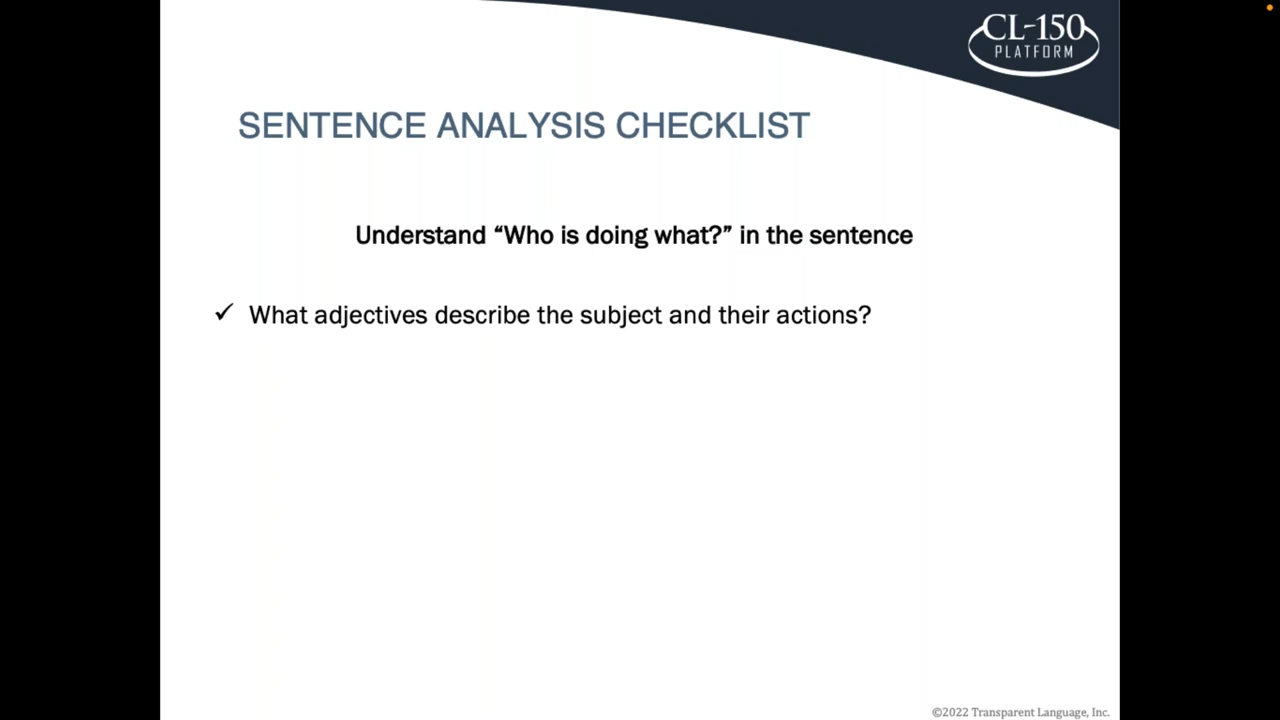 CL-150
PLATFORM
SENTENCE ANALYSIS CHECKLIST
Understand “Who is doing what?” in the sentence
✓ What adjectives describe the subject and their actions?
©2022 Transparent Language, Inc.